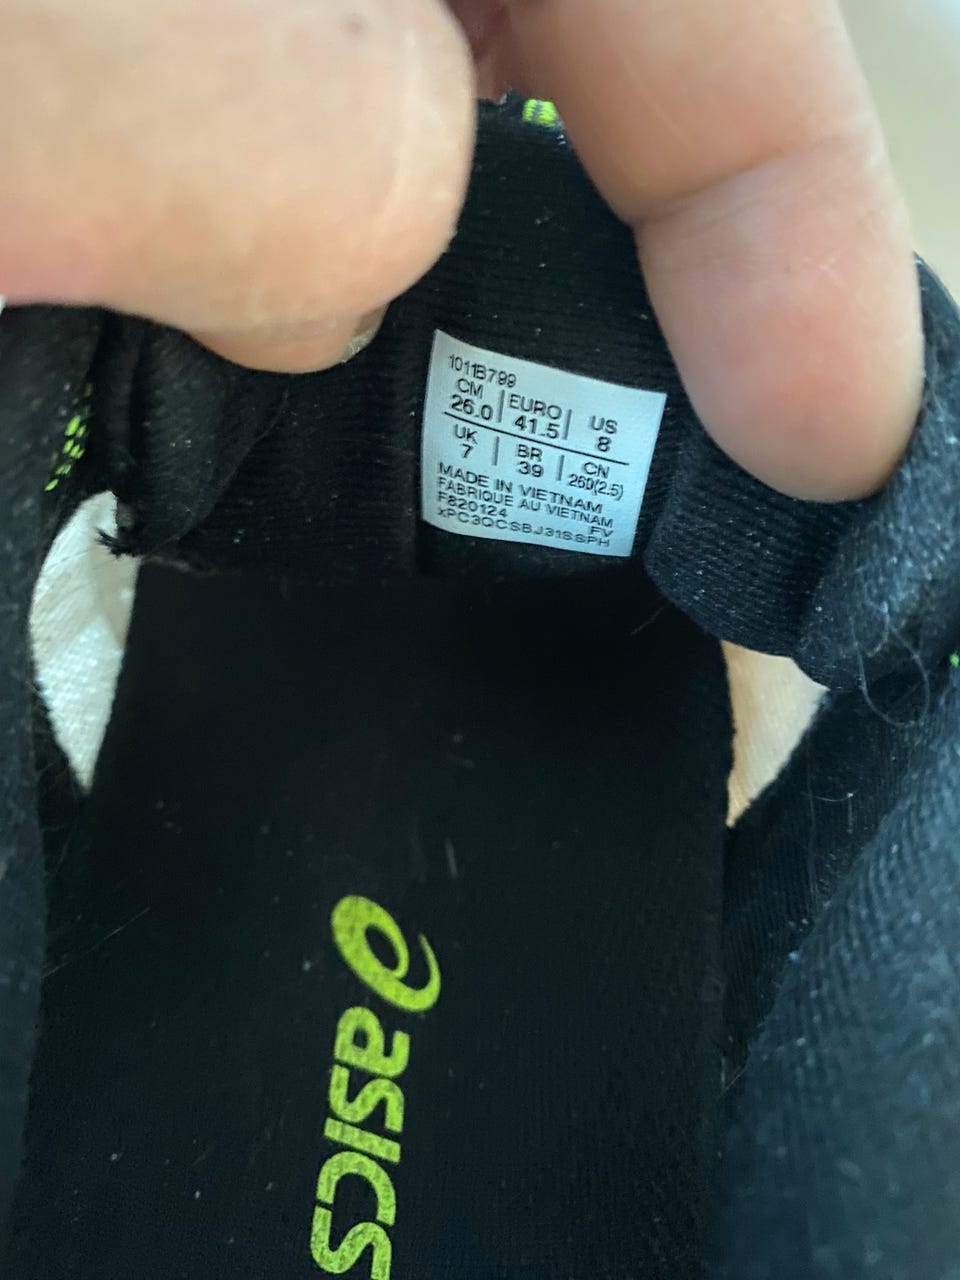 1011B799
CM EURO US
26.0 41.5 8
UK BR CN
7 39 260(2.5)
MADE IN VIETNAM
FABRIQUE AU VIETNAM
F820124 FV
xPC3QCSBJ31SSPH
asics